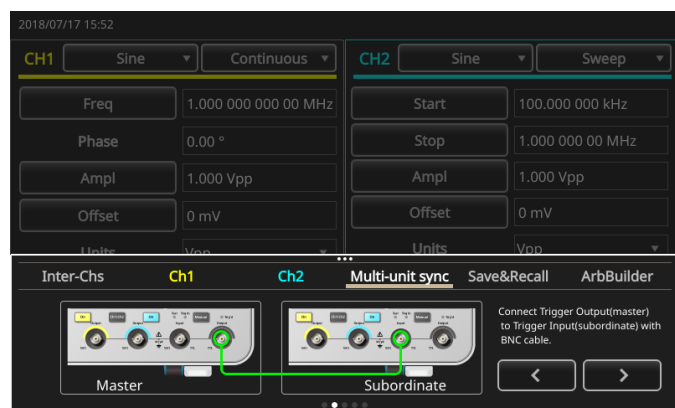 2018/07/17 15:52
CH1 Sine Continuous
Freq 1.000 000 000 00 MHz
Phase 0.00 °
Ampl 1.000 Vpp
Offset 0 mV
Units Vpp
CH2 Sine Sweep
Start 100.000 000 kHz
Stop 1.000 000 00 MHz
Ampl 1.000 Vpp
Offset 0 mV
Units Vpp
Inter-Chs Ch1 Ch2 Multi-unit sync Save&Recall ArbBuilder
Master
Subordinate
Connect Trigger Output(master)
to Trigger Input(subordinate) with
BNC cable.
< >